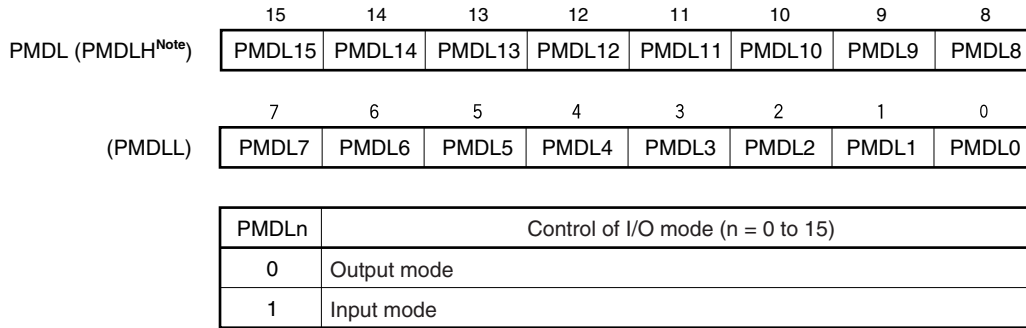 15 14 13 12 11 10 9 8
PMDL (PMDLHNote) PMDL15 PMDL14 PMDL13 PMDL12 PMDL11 PMDL10 PMDL9 PMDL8
7 6 5 4 3 2 1 0
(PMDLL) PMDL7 PMDL6 PMDL5 PMDL4 PMDL3 PMDL2 PMDL1 PMDL0
PMDLn Control of I/O mode (n = 0 to 15)
0 Output mode
1 Input mode